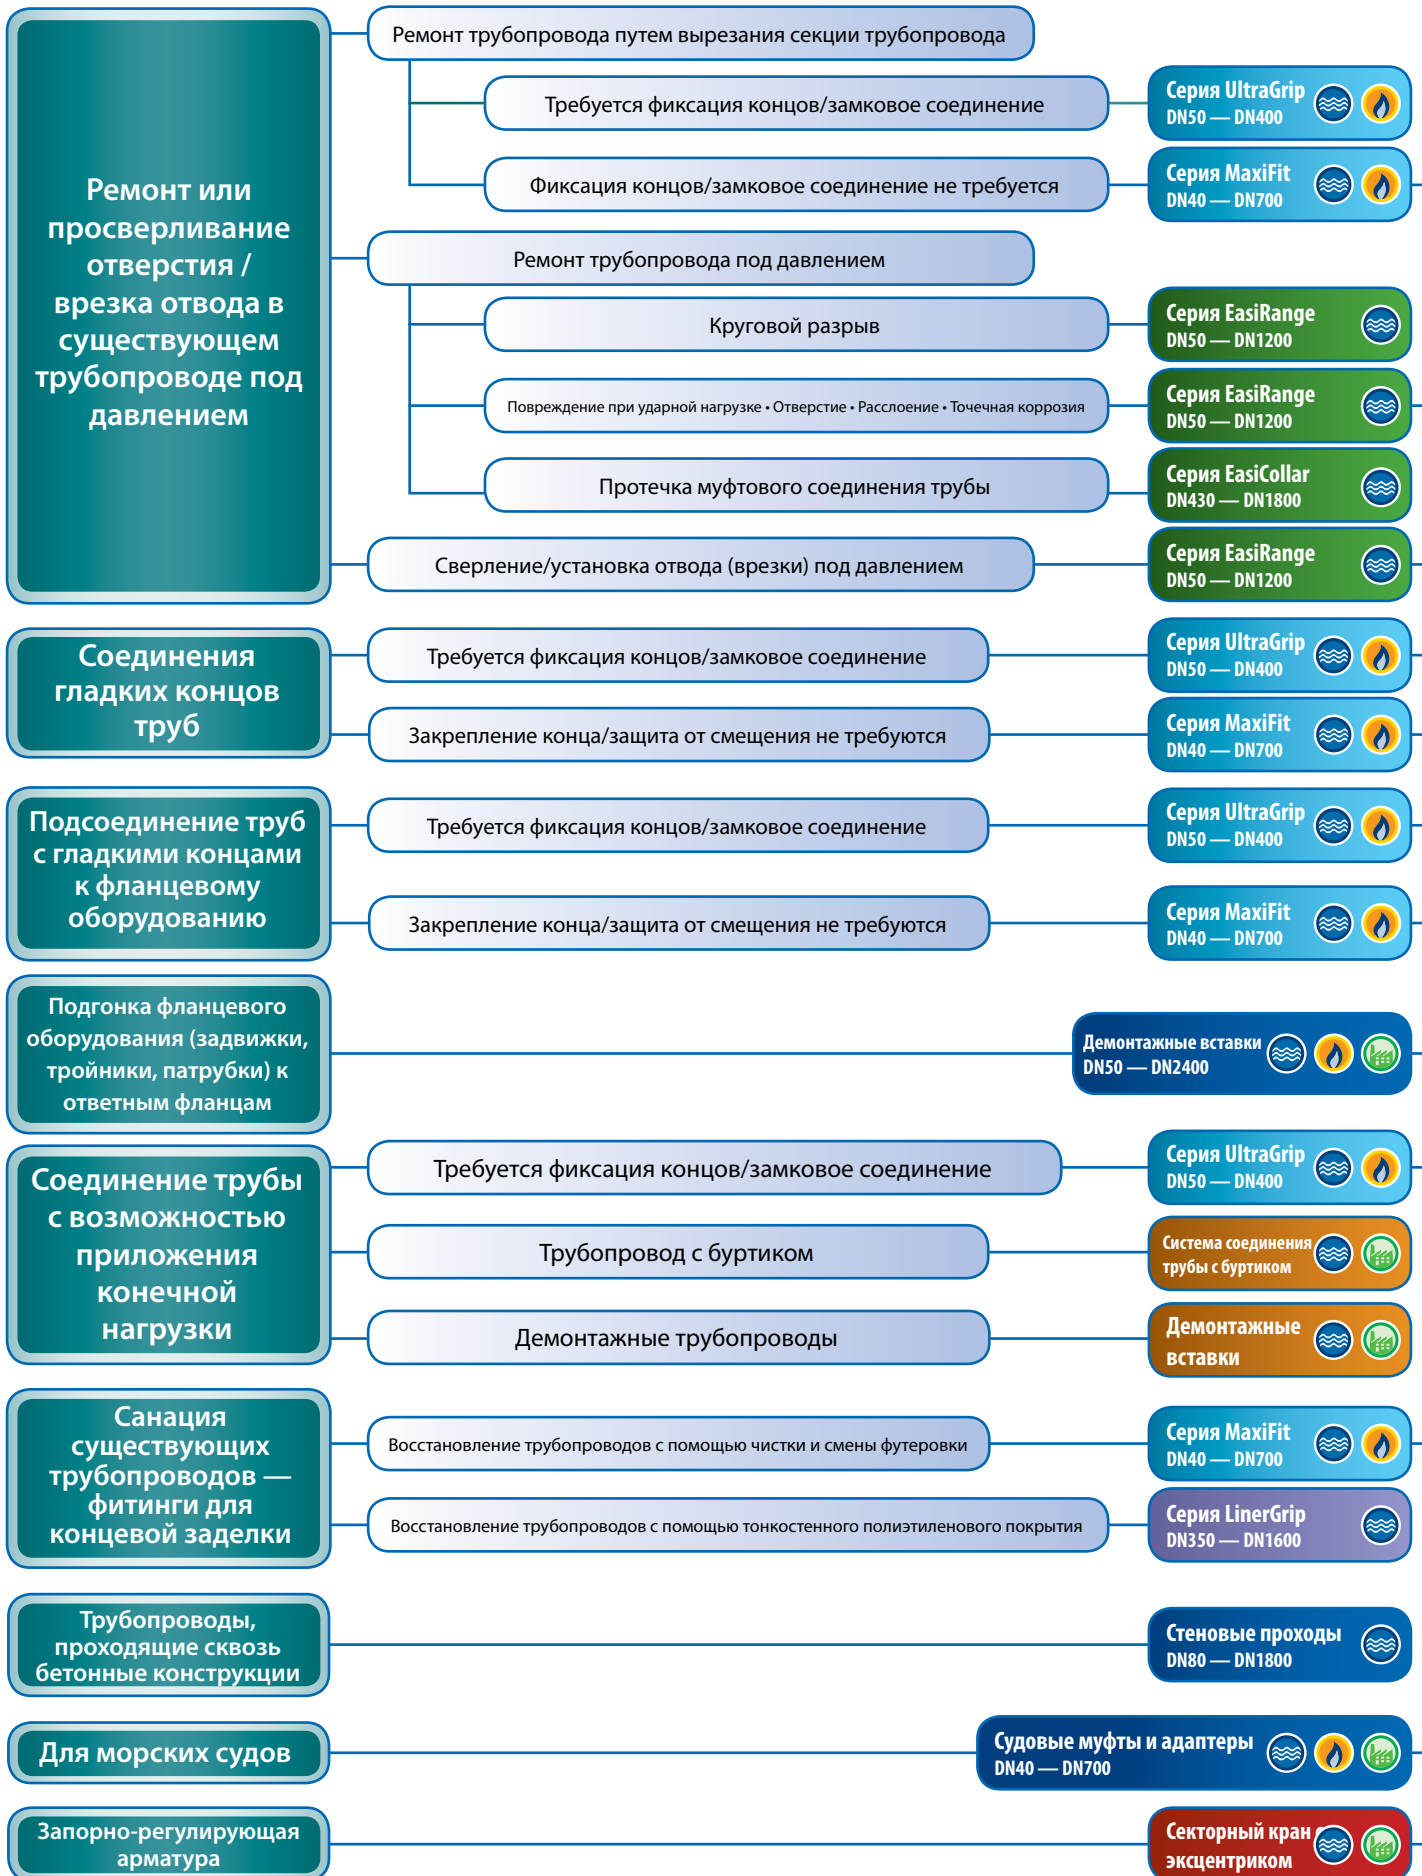 Ремонт или
просверливание
отверстия /
врезка отвода в
существующем
трубопроводе под
давлением
Ремонт трубопровода путем вырезания секции трубопровода
Требуется фиксация концов/замковое соединение
Серия UltraGrip
DN50 — DN400
Фиксация концов/замковое соединение не требуется
Серия MaxiFit
DN40 — DN700
Ремонт трубопровода под давлением
Круговой разрыв
Серия EasiRange
DN50 — DN1200
Повреждение при ударной нагрузке • Отверстие • Расслоение • Точечная коррозия
Серия EasiRange
DN50 — DN1200
Протечка муфтового соединения трубы
Серия EasiCollar
DN430 — DN1800
Сверление/установка отвода (врезки) под давлением
Серия EasiRange
DN50 — DN1200
Соединения
гладких концов
труб
Требуется фиксация концов/замковое соединение
Серия UltraGrip
DN50 — DN400
Закрепление конца/защита от смещения не требуются
Серия MaxiFit
DN40 — DN700
Подсоединение труб
с гладкими концами
к фланцевому
оборудованию
Требуется фиксация концов/замковое соединение
Серия UltraGrip
DN50 — DN400
Закрепление конца/защита от смещения не требуются
Серия MaxiFit
DN40 — DN700
Подгонка фланцевого
оборудования (задвижки,
тройники, патрубки) к
ответным фланцам
Демонтажные вставки
DN50 — DN2400
Соединение трубы
с возможностью
приложения
конечной
нагрузки
Требуется фиксация концов/замковое соединение
Серия UltraGrip
DN50 — DN400
Трубопровод с буртиком
Система соединения
трубы с буртиком
Демонтажные трубопроводы
Демонтажные
вставки
Санация
существующих
трубопроводов —
фитинги для
концевой заделки
Восстановление трубопроводов с помощью чистки и смены футеровки
Серия MaxiFit
DN40 — DN700
Восстановление трубопроводов с помощью тонкостенного полиэтиленового покрытия
Серия LinerGrip
DN350 — DN1600
Трубопроводы,
проходящие сквозь
бетонные конструкции
Стеновые проходы
DN80 — DN1800
Для морских судов
Судовые муфты и адаптеры
DN40 — DN700
Запорно-регулирующая
арматура
Секторный кран
эксцентриком